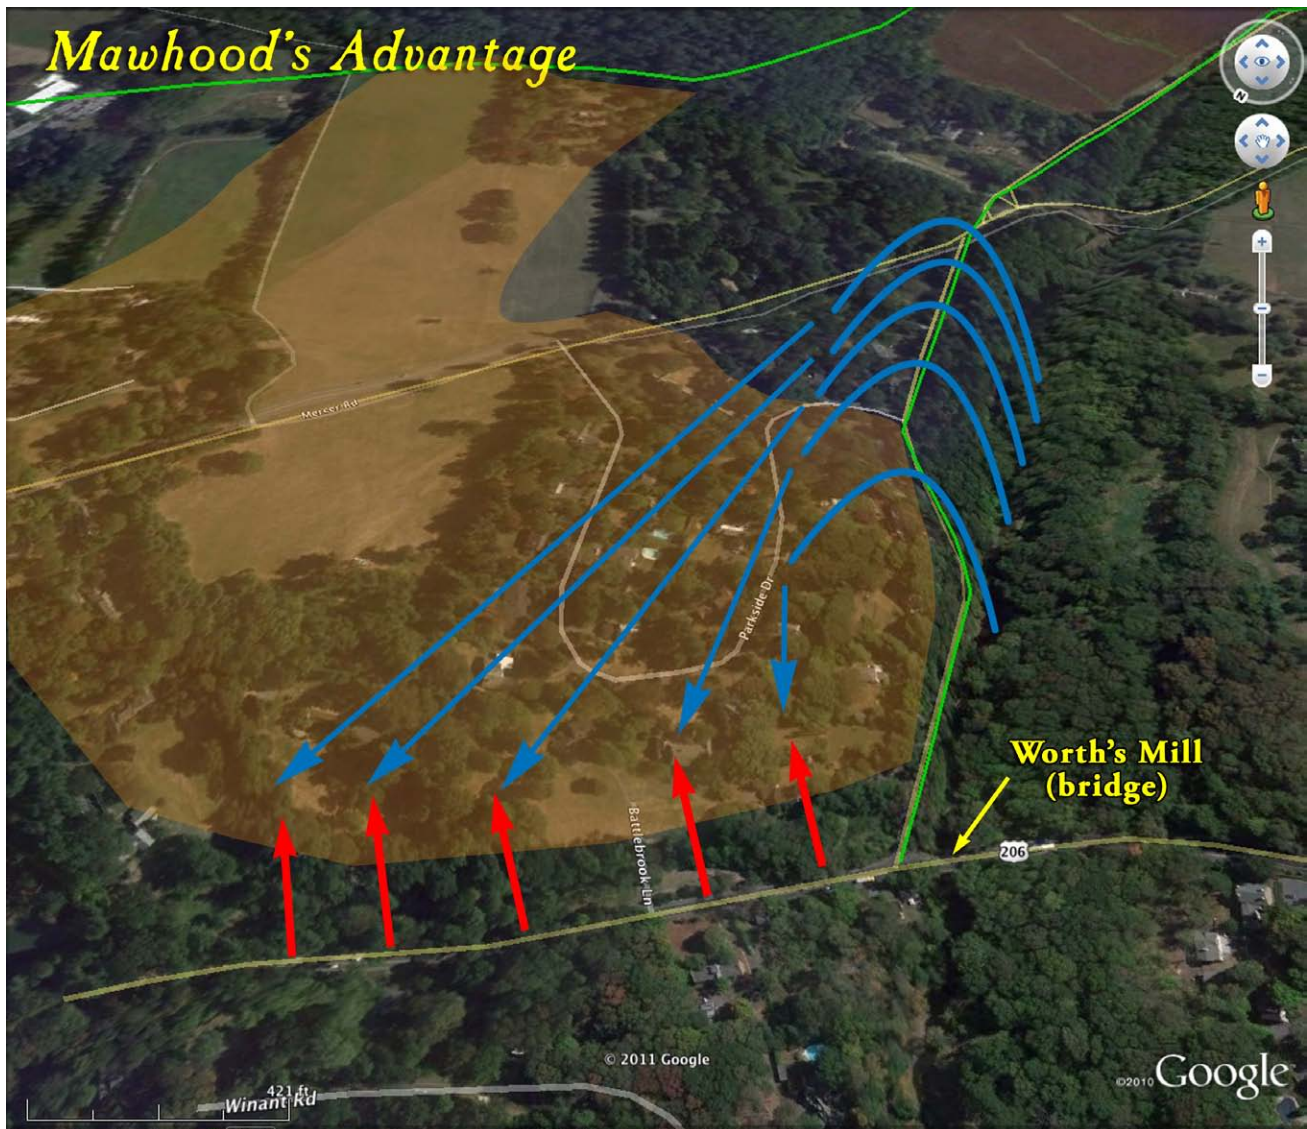 Mawhood's Advantage
N
Mercer Rd
Parkside Dr
Worth's Mill
(bridge)
Battlebrook Ln
206
© 2011 Google
©2010 Google
421 ft
Winant Rd